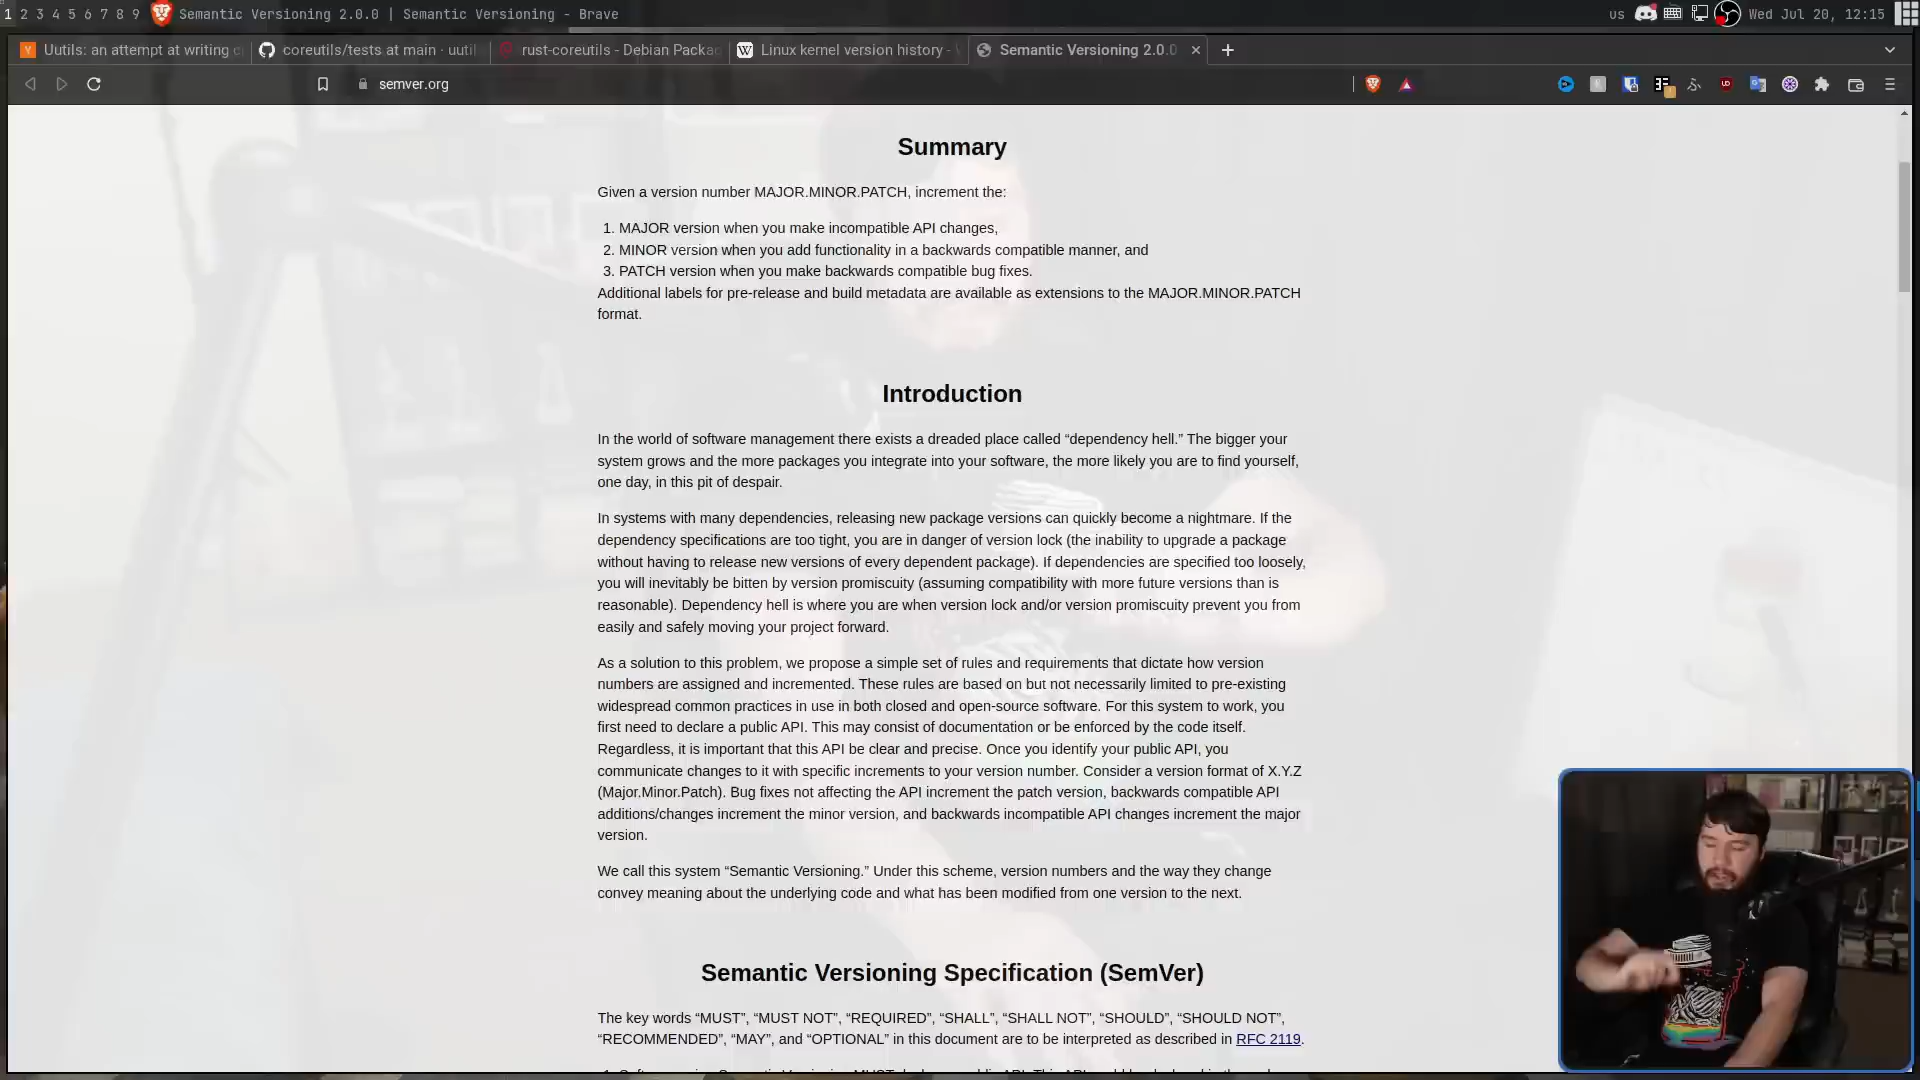 1 2 3 4 5 6 7 8 9 Semantic Versioning 2.0.0 | Semantic Versioning - Brave us Wed Jul 20, 12:15
Uutils: an attempt at writing coreutils/tests at main · uutil rust-coreutils - Debian Packa Linux kernel version history - Semantic Versioning 2.0.0
semver.org
Summary
Given a version number MAJOR.MINOR.PATCH, increment the:
1. MAJOR version when you make incompatible API changes,
2. MINOR version when you add functionality in a backwards compatible manner, and
3. PATCH version when you make backwards compatible bug fixes.
Additional labels for pre-release and build metadata are available as extensions to the MAJOR.MINOR.PATCH
format.
Introduction
In the world of software management there exists a dreaded place called “dependency hell.” The bigger your
system grows and the more packages you integrate into your software, the more likely you are to find yourself,
one day, in this pit of despair.
In systems with many dependencies, releasing new package versions can quickly become a nightmare. If the
dependency specifications are too tight, you are in danger of version lock (the inability to upgrade a package
without having to release new versions of every dependent package). If dependencies are specified too loosely,
you will inevitably be bitten by version promiscuity (assuming compatibility with more future versions than is
reasonable). Dependency hell is where you are when version lock and/or version promiscuity prevent you from
easily and safely moving your project forward.
As a solution to this problem, we propose a simple set of rules and requirements that dictate how version
numbers are assigned and incremented. These rules are based on but not necessarily limited to pre-existing
widespread common practices in use in both closed and open-source software. For this system to work, you
first need to declare a public API. This may consist of documentation or be enforced by the code itself.
Regardless, it is important that this API be clear and precise. Once you identify your public API, you
communicate changes to it with specific increments to your version number. Consider a version format of X.Y.Z
(Major.Minor.Patch). Bug fixes not affecting the API increment the patch version, backwards compatible API
additions/changes increment the minor version, and backwards incompatible API changes increment the major
version.
We call this system “Semantic Versioning.” Under this scheme, version numbers and the way they change
convey meaning about the underlying code and what has been modified from one version to the next.
Semantic Versioning Specification (SemVer)
The key words “MUST”, “MUST NOT”, “REQUIRED”, “SHALL”, “SHALL NOT”, “SHOULD”, “SHOULD NOT”,
“RECOMMENDED”, “MAY”, and “OPTIONAL” in this document are to be interpreted as described in RFC 2119.